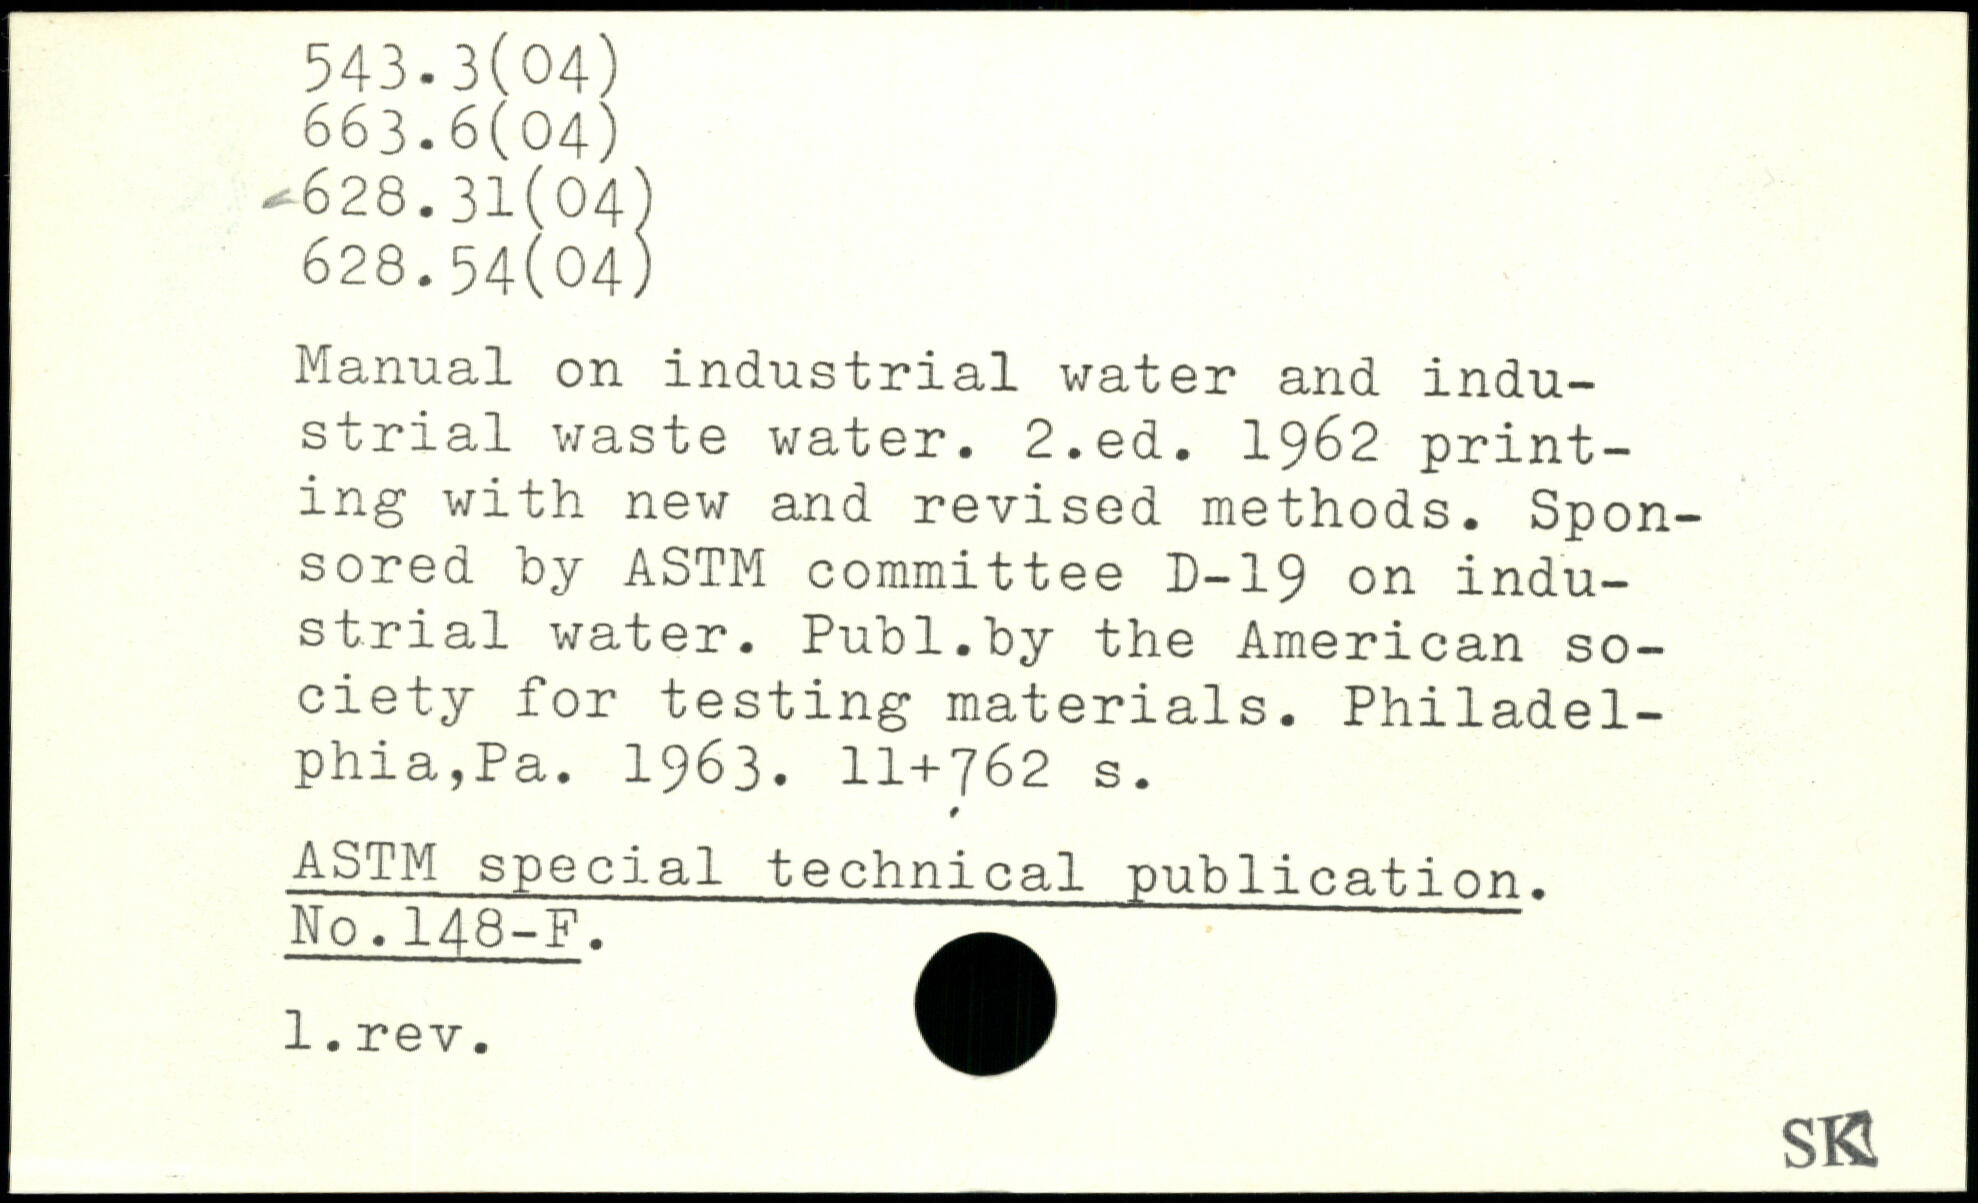 543.3(04)
663.6(04)
628.31(04)
628.54(04)
Manual on industrial water and indu-
strial waste water. 2.ed. 1962 print-
ing with new and revised methods. Spon-
sored by ASTM committee D-19 on indu-
strial water. Publ.by the American so-
ciety for testing materials. Philadel-
phia,Pa. 1963. 11+762 s.
ASTM special technical publication.
No.148-F.
1.rev.
SK